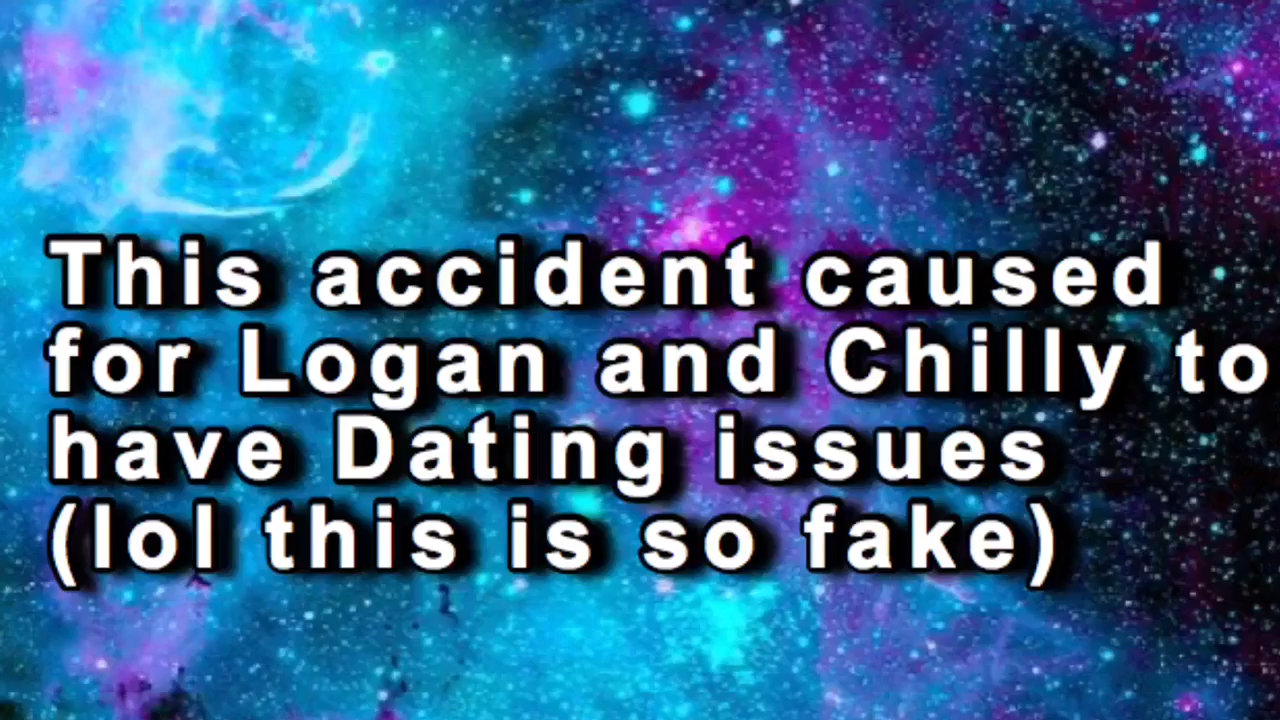 This accident caused
for Logan and Chilly to
have Dating issues
(lol this is so fake)